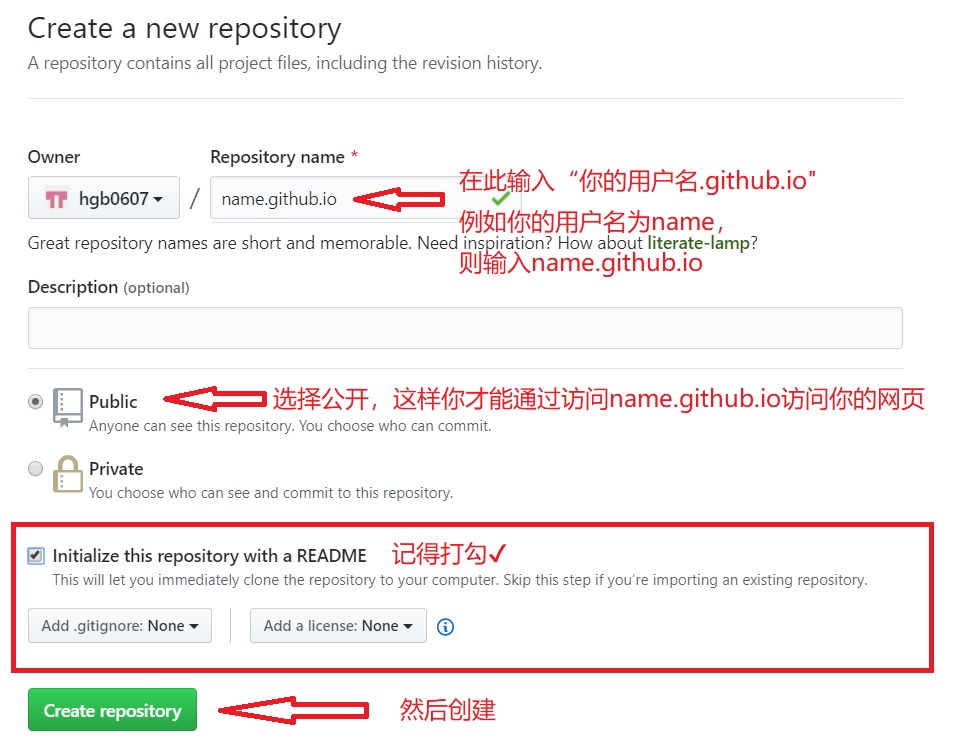 Create a new repository
A repository contains all project files, including the revision history.
Owner
Repository name *
hgb0607
/
name.github.io
在此输入“你的用户名.github.io"
例如你的用户名为name，
则输入name.github.io
Great repository names are short and memorable. Need inspiration? How about literate-lamp?
Description (optional)
Public
选择公开，这样你才能通过访问name.github.io访问你的网页
Anyone can see this repository. You choose who can commit.
Private
You choose who can see and commit to this repository.
Initialize this repository with a README
记得打勾✓
This will let you immediately clone the repository to your computer. Skip this step if you're importing an existing repository.
Add .gitignore: None
Add a license: None
Create repository
然后创建